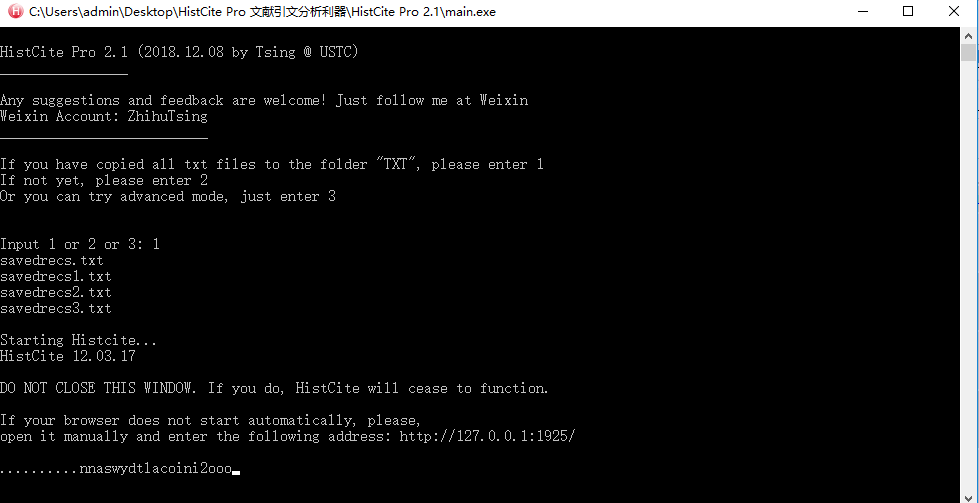 C:\Users\admin\Desktop\HistCite Pro 文献引文分析利器\HistCite Pro 2.1\main.exe
HistCite Pro 2.1 (2018.12.08 by Tsing @ USTC)
Any suggestions and feedback are welcome! Just follow me at Weixin
Weixin Account: ZhihuTsing
If you have copied all txt files to the folder "TXT", please enter 1
If not yet, please enter 2
Or you can try advanced mode, just enter 3
Input 1 or 2 or 3: 1
savedrecs.txt
savedrecs1.txt
savedrecs2.txt
savedrecs3.txt
Starting Histcite...
HistCite 12.03.17
DO NOT CLOSE THIS WINDOW. If you do, HistCite will cease to function.
If your browser does not start automatically, please,
open it manually and enter the following address: http://127.0.0.1:1925/
..........nnaswydtlacoini2ooo